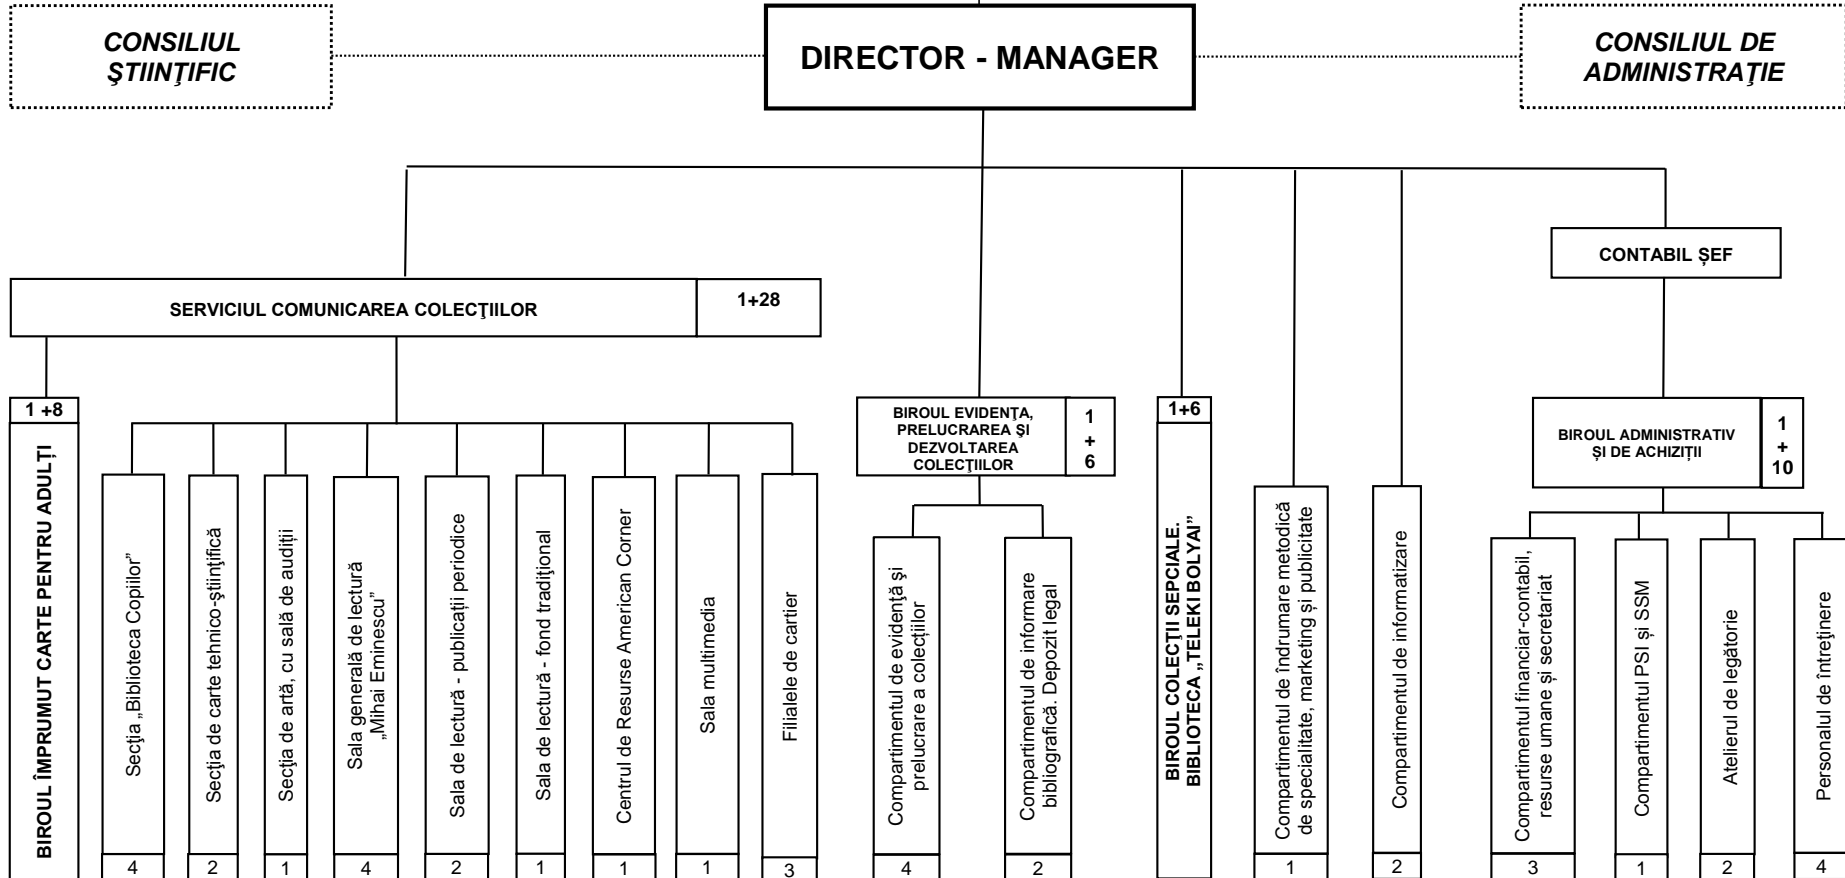 CONSILIUL
ŞTIINŢIFIC
DIRECTOR - MANAGER
CONSILIUL DE
ADMINISTRAŢIE
CONTABIL ȘEF
SERVICIUL COMUNICAREA COLECŢIILOR
1+28
1 +8
BIROUL ÎMPRUMUT CARTE PENTRU ADULȚI
Secţia „Biblioteca Copiilor”
4
Secţia de carte tehnico-ştiinţifică
2
Secţia de artă, cu sală de audiții
1
Sala generală de lectură
„Mihai Eminescu”
4
Sala de lectură - publicații periodice
2
Sala de lectură - fond tradiţional
1
Centrul de Resurse American Corner
1
Sala multimedia
1
Filialele de cartier
3
BIROUL EVIDENŢA,
PRELUCRAREA ŞI
DEZVOLTAREA
COLECŢIILOR
1
+
6
Compartimentul de evidenţă şi
prelucrare a colecțiilor
4
Compartimentul de informare
bibliografică. Depozit legal
2
1+6
BIROUL COLECŢII SEPCIALE.
BIBLIOTECA „TELEKI BOLYAI”
Compartimentul de îndrumare metodică
de specialitate, marketing și publicitate
1
Compartimentul de informatizare
2
BIROUL ADMINISTRATIV
ȘI DE ACHIZIȚII
1
+
10
Compartimentul financiar-contabil,
resurse umane și secretariat
3
Compartimentul PSI și SSM
1
Atelierul de legătorie
2
Personalul de întreţinere
4